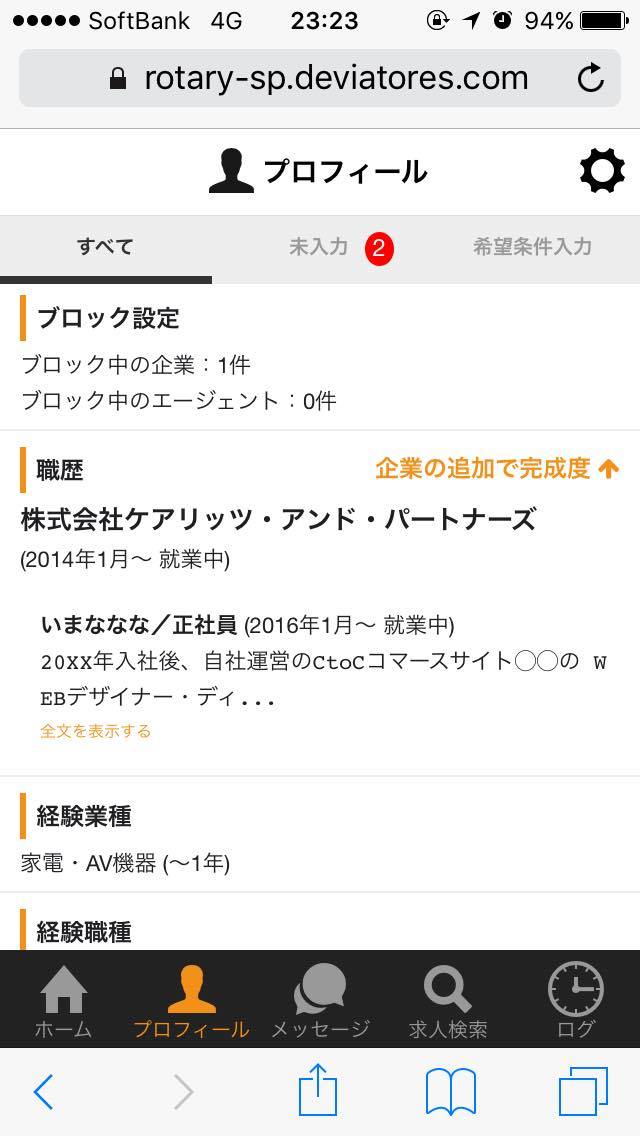 SoftBank 4G 23:23 94%
rotary-sp.deviatores.com
プロフィール
すべて 未入力 2 希望条件入力
ブロック設定
ブロック中の企業：1件
ブロック中のエージェント：0件
職歴 企業の追加で完成度
株式会社ケアリッツ・アンド・パートナーズ
(2014年1月〜 就業中)
いまななな／正社員 (2016年1月〜 就業中)
20XX年入社後、自社運営のCtoCコマースサイト◯◯の W
EBデザイナー・ディ...
全文を表示する
経験業種
家電・AV機器 (〜1年)
経験職種
ホーム プロフィール メッセージ 求人検索 ログ